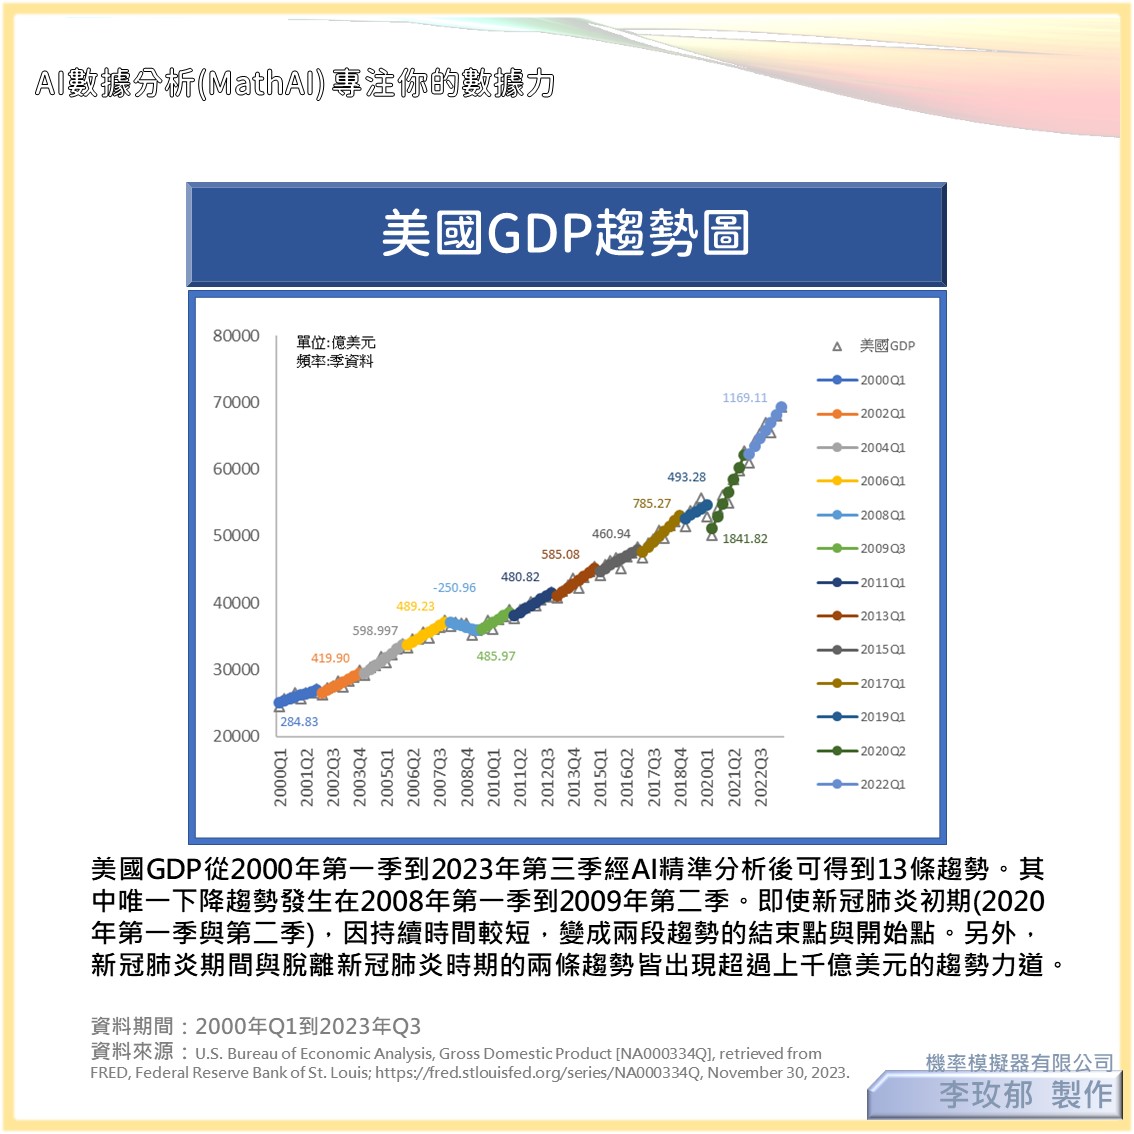 AI數據分析(MathAI) 專注你的數據力
美國GDP趨勢圖
單位:億美元
頻率:季資料
80000
70000
60000
50000
40000
30000
20000
284.83
419.90
598.997
489.23
-250.96
485.97
480.82
585.08
460.94
785.27
493.28
1841.82
1169.11
2000Q1
2001Q2
2002Q3
2003Q4
2005Q1
2006Q2
2007Q3
2008Q4
2010Q1
2011Q2
2012Q3
2013Q4
2015Q1
2016Q2
2017Q3
2018Q4
2020Q1
2021Q2
2022Q3
美國GDP
2000Q1
2002Q1
2004Q1
2006Q1
2008Q1
2009Q3
2011Q1
2013Q1
2015Q1
2017Q1
2019Q1
2020Q2
2022Q1
美國GDP從2000年第一季到2023年第三季經AI精準分析後可得到13條趨勢。其
中唯一下降趨勢發生在2008年第一季到2009年第二季。即使新冠肺炎初期(2020
年第一季與第二季)，因持續時間較短，變成兩段趨勢的結束點與開始點。另外，
新冠肺炎期間與脫離新冠肺炎時期的兩條趨勢皆出現超過上千億美元的趨勢力道。
資料期間：2000年Q1到2023年Q3
資料來源：U.S. Bureau of Economic Analysis, Gross Domestic Product [NA000334Q], retrieved from
FRED, Federal Reserve Bank of St. Louis; https://fred.stlouisfed.org/series/NA000334Q, November 30, 2023.
機率模擬器有限公司
李玫郁 製作